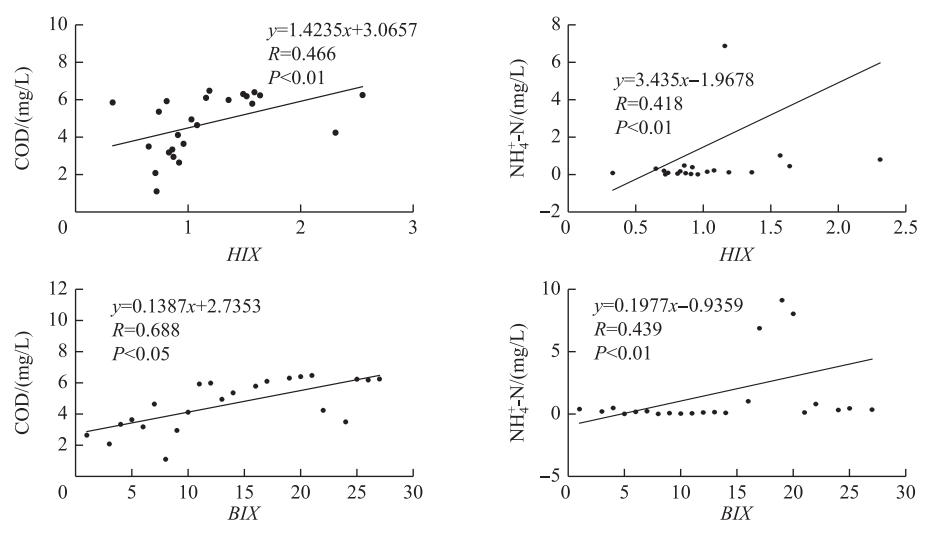 10
8
6
4
2
0
1
2
3
COD/(mg/L)
HIX
y=1.4235x+3.0657
R=0.466
P<0.01
8
6
4
2
0
−2
0
0.5
1.0
1.5
2.0
2.5
NH₄⁺-N/(mg/L)
HIX
y=3.435x−1.9678
R=0.418
P<0.01
12
10
8
6
4
2
0
5
10
15
20
25
30
COD/(mg/L)
BIX
y=0.1387x+2.7353
R=0.688
P<0.05
10
5
0
−5
0
5
10
15
20
25
30
NH₄⁺-N/(mg/L)
BIX
y=0.1977x−0.9359
R=0.439
P<0.01